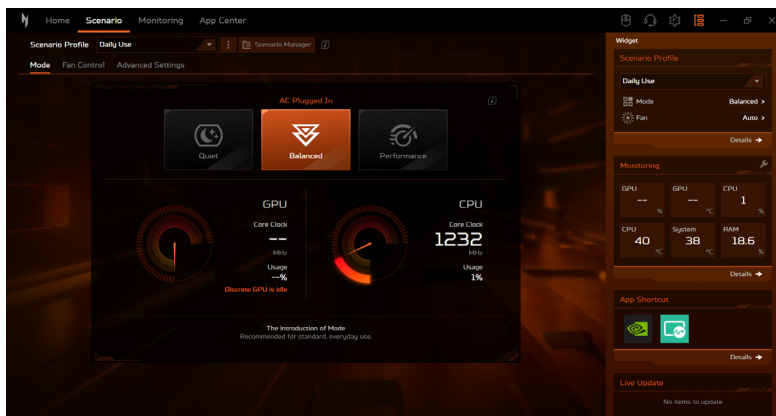 Home Scenario Monitoring App Center
Scenario Profile Daily Use Scenario Manager
Mode Fan Control Advanced Settings
AC Plugged In
Quiet Balanced Performance
GPU
Core Clock
--
MHz
Usage
--%
Discrete GPU is idle
CPU
Core Clock
1232
MHz
Usage
1%
The Introduction of Mode
Recommended for standard, everyday use.
Widget
Scenario Profile
Daily Use
Mode Balanced >
Fan Auto >
Details
Monitoring
GPU
--
%
GPU
--
°C
CPU
1
%
CPU
40
°C
System
38
°C
RAM
18.6
%
Details
App Shortcut
Details
Live Update
No items to update